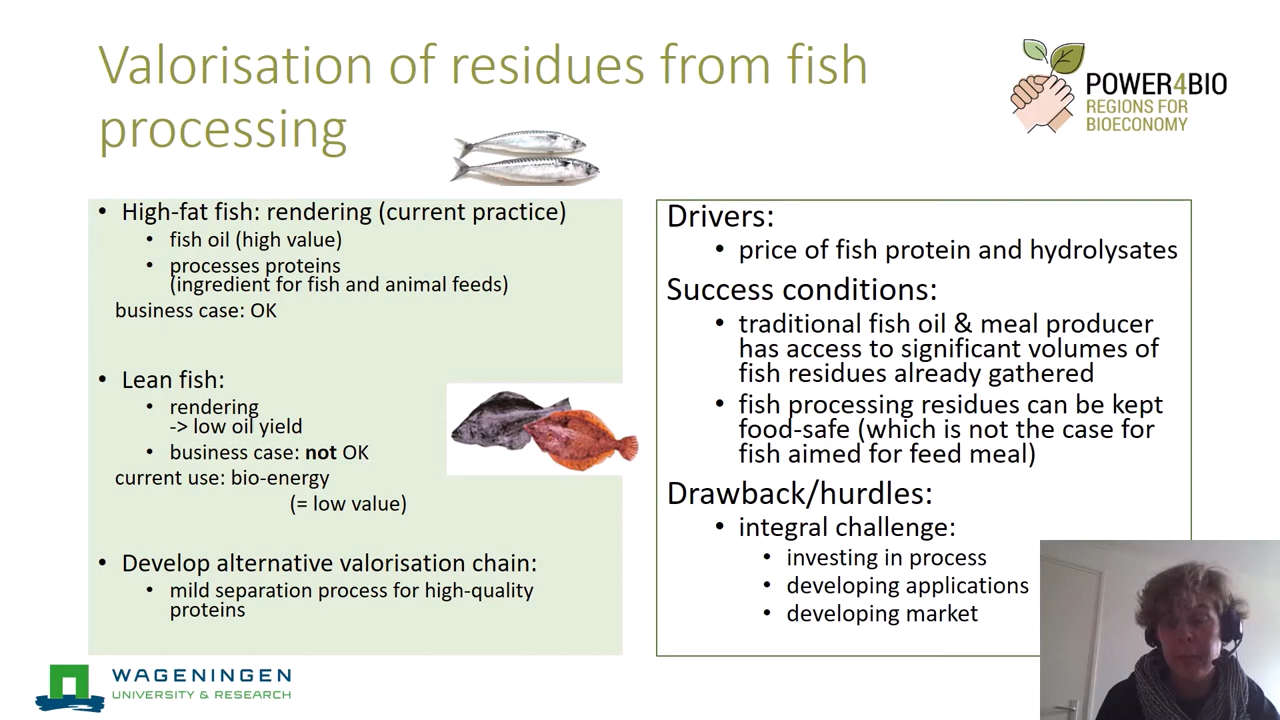 Valorisation of residues from fish
processing
POWER4BIO
REGIONS FOR
BIOECONOMY
• High-fat fish: rendering (current practice)
• fish oil (high value)
• processes proteins
(ingredient for fish and animal feeds)
business case: OK
• Lean fish:
• rendering
-> low oil yield
• business case: not OK
current use: bio-energy
(= low value)
• Develop alternative valorisation chain:
• mild separation process for high-quality
proteins
Drivers:
• price of fish protein and hydrolysates
Success conditions:
• traditional fish oil & meal producer
has access to significant volumes of
fish residues already gathered
• fish processing residues can be kept
food-safe (which is not the case for
fish aimed for feed meal)
Drawback/hurdles:
• integral challenge:
• investing in process
• developing applications
• developing market
WAGENINGEN
UNIVERSITY & RESEARCH